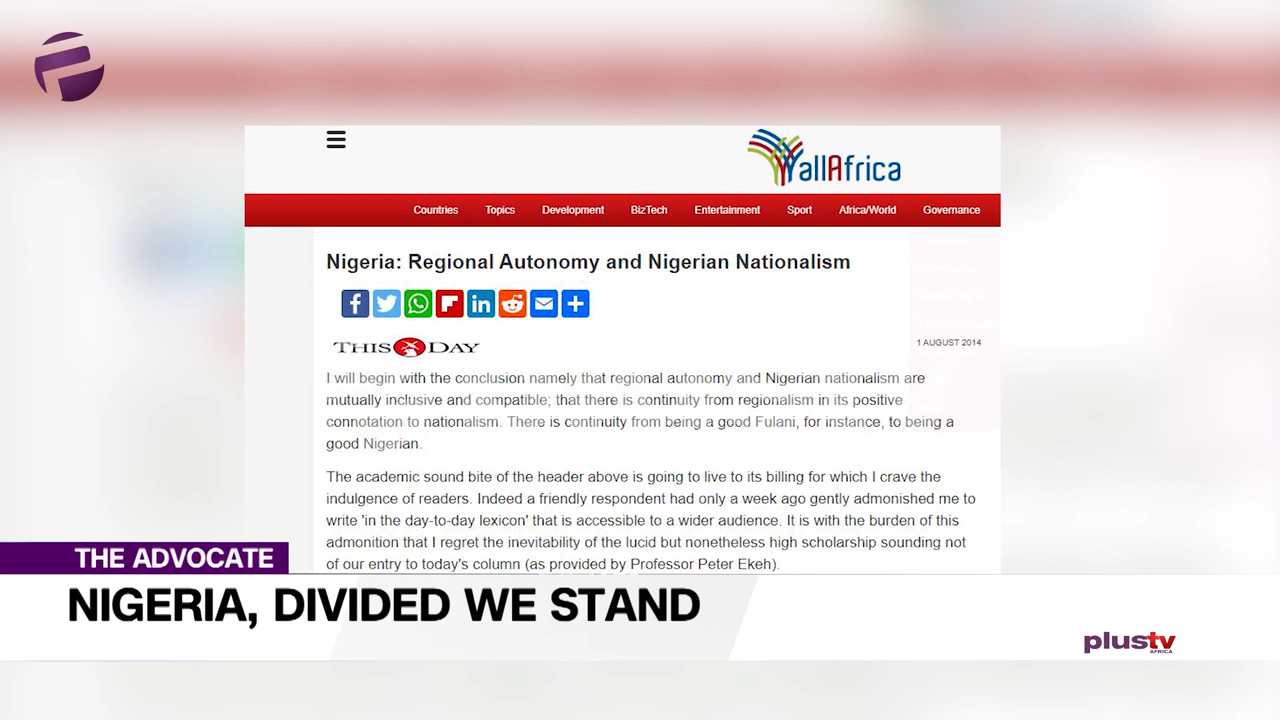 allAfrica
Countries Topics Development BizTech Entertainment Sport Africa/World Governance
Nigeria: Regional Autonomy and Nigerian Nationalism
THIS DAY
1 AUGUST 2014
I will begin with the conclusion namely that regional autonomy and Nigerian nationalism are
mutually inclusive and compatible; that there is continuity from regionalism in its positive
connotation to nationalism. There is continuity from being a good Fulani, for instance, to being a
good Nigerian.
The academic sound bite of the header above is going to live to its billing for which I crave the
indulgence of readers. Indeed a friendly respondent had only a week ago gently admonished me to
write 'in the day-to-day lexicon' that is accessible to a wider audience. It is with the burden of this
admonition that I regret the inevitability of the lucid but nonetheless high scholarship sounding not
of our entry to today's column (as provided by Professor Peter Ekeh).
THE ADVOCATE
NIGERIA, DIVIDED WE STAND
plustv
AFRICA